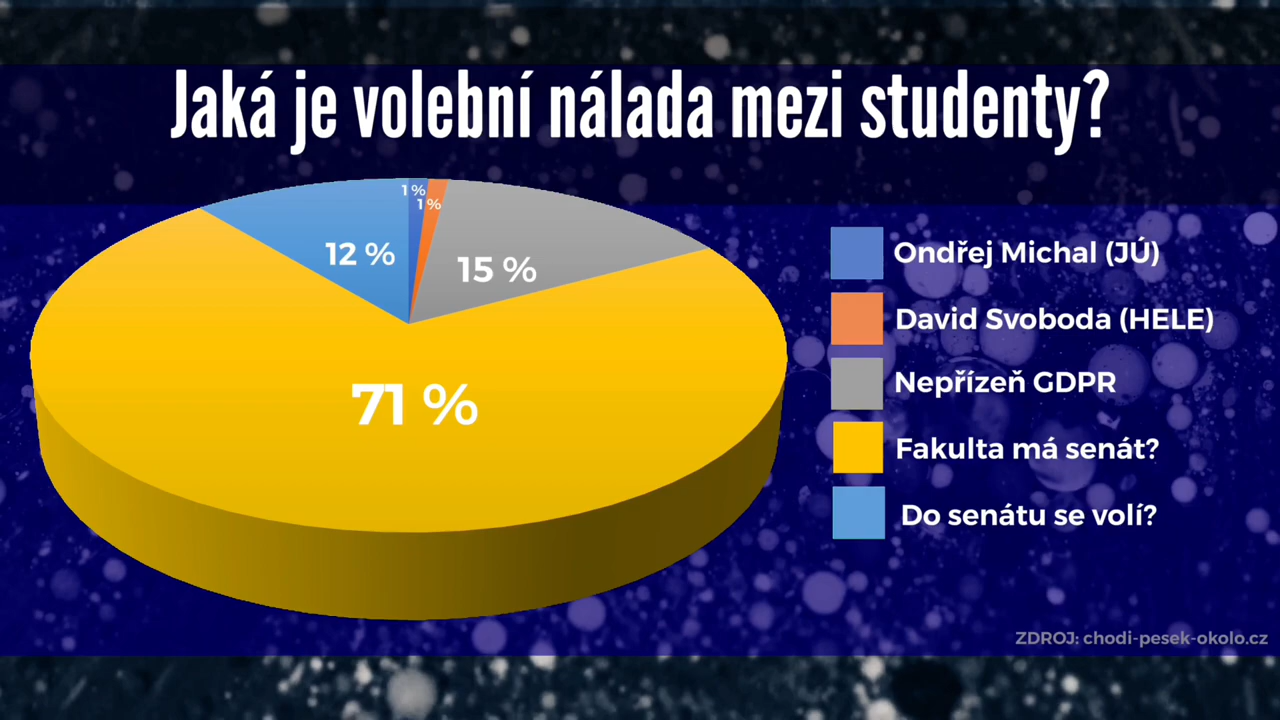 Jaká je volební nálada mezi studenty?
1 %
1 %
12 %
15 %
71 %
Ondřej Michal (JÚ)
David Svoboda (HELE)
Nepřízeň GDPR
Fakulta má senát?
Do senátu se volí?
ZDROJ: chodi-pesek-okolo.cz